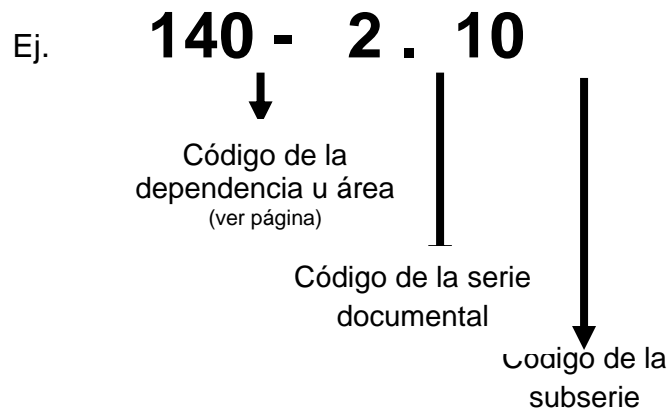 Ej. 140 - 2 . 10
Código de la
dependencia u área
(ver página)
Código de la serie
documental
Código de la
subserie